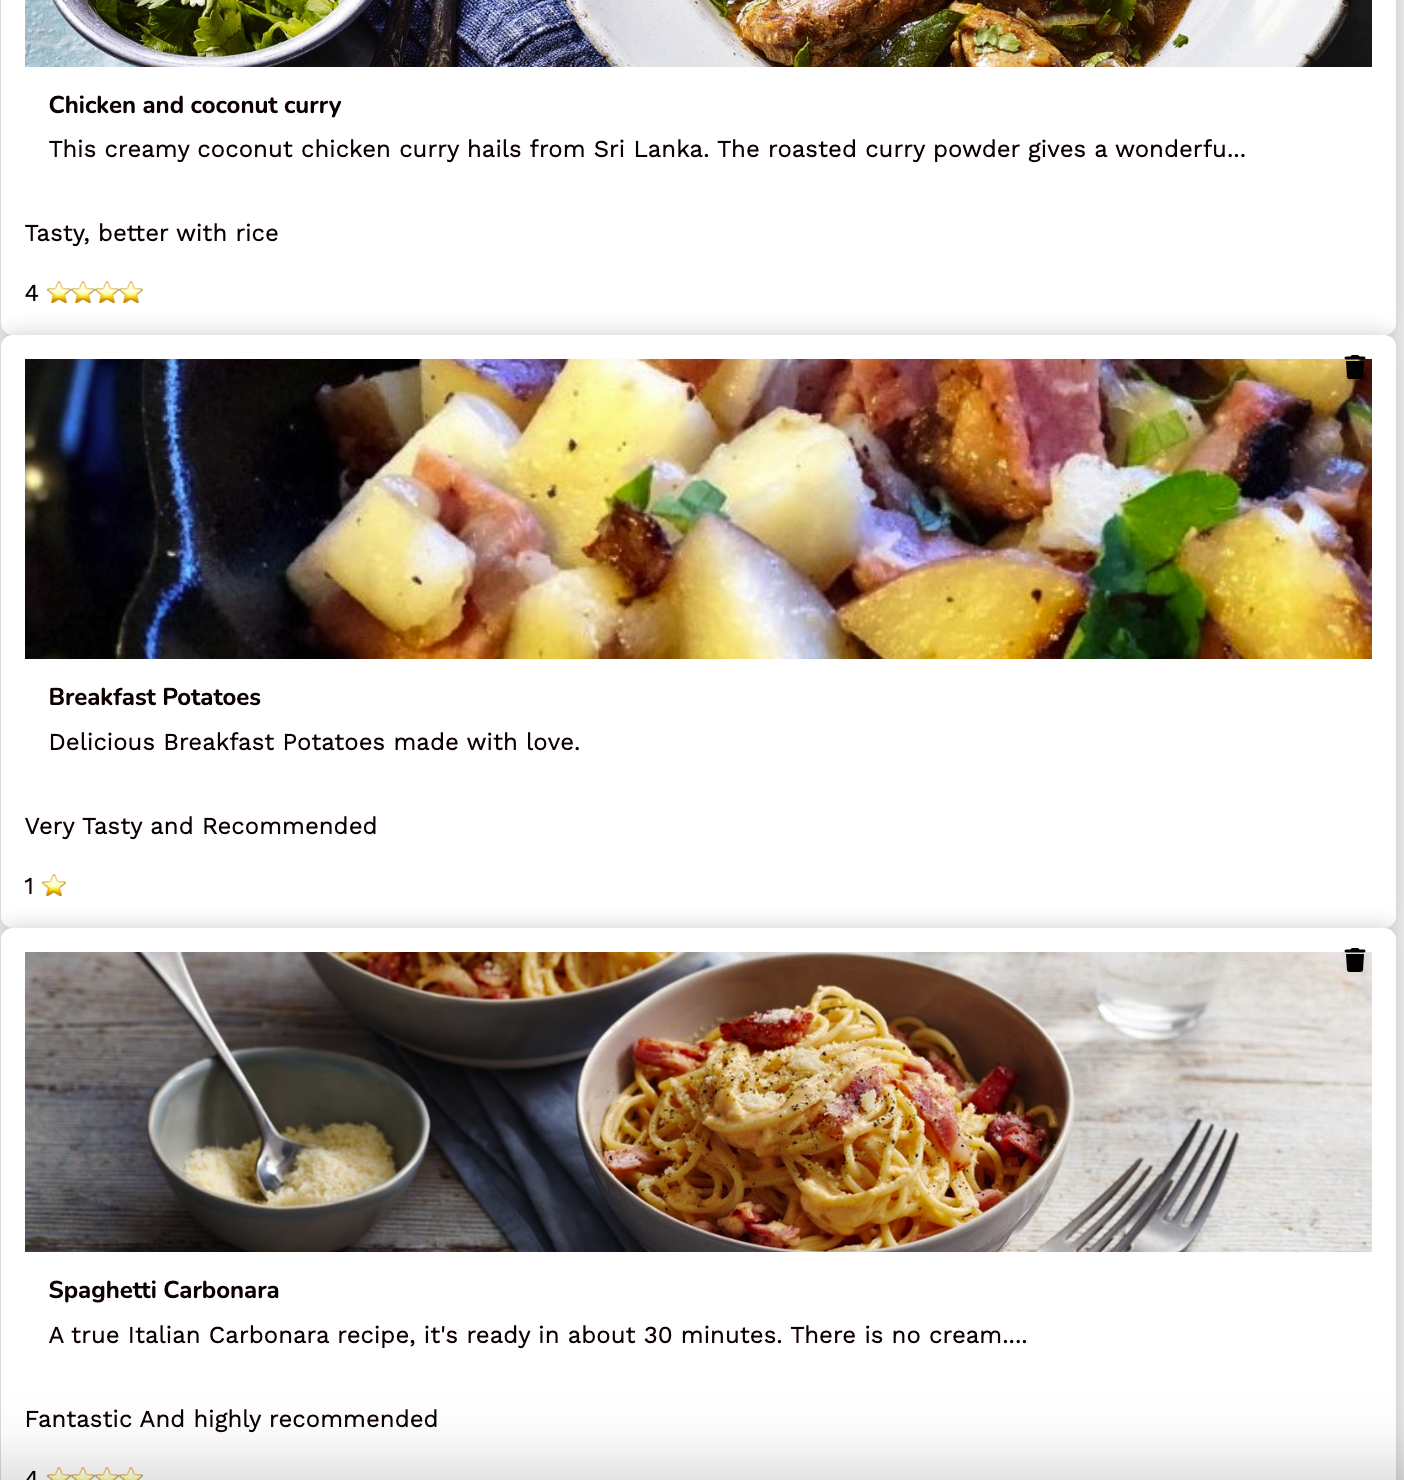 Chicken and coconut curry
This creamy coconut chicken curry hails from Sri Lanka. The roasted curry powder gives a wonderfu...
Tasty, better with rice
4 ⭐⭐⭐⭐
Breakfast Potatoes
Delicious Breakfast Potatoes made with love.
Very Tasty and Recommended
1 ⭐
Spaghetti Carbonara
A true Italian Carbonara recipe, it's ready in about 30 minutes. There is no cream....
Fantastic And highly recommended
4 ⭐⭐⭐⭐